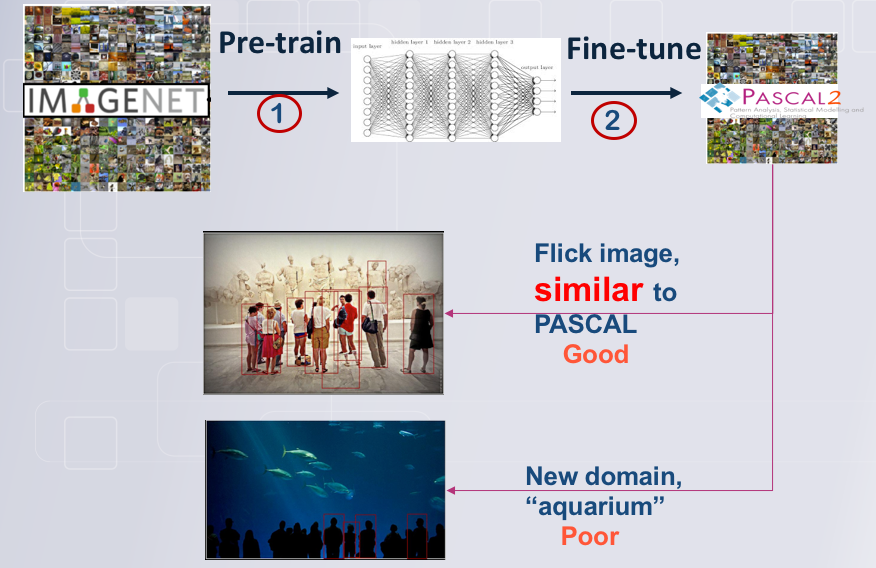 Pre-train
Fine-tune
input layer
hidden layer 1 hidden layer 2 hidden layer 3
output layer
IMAGENET
1
2
PASCAL2
Pattern Analysis, Statistical Modelling and
Computational Learning
Flick image,
similar to
PASCAL
Good
New domain,
“aquarium”
Poor